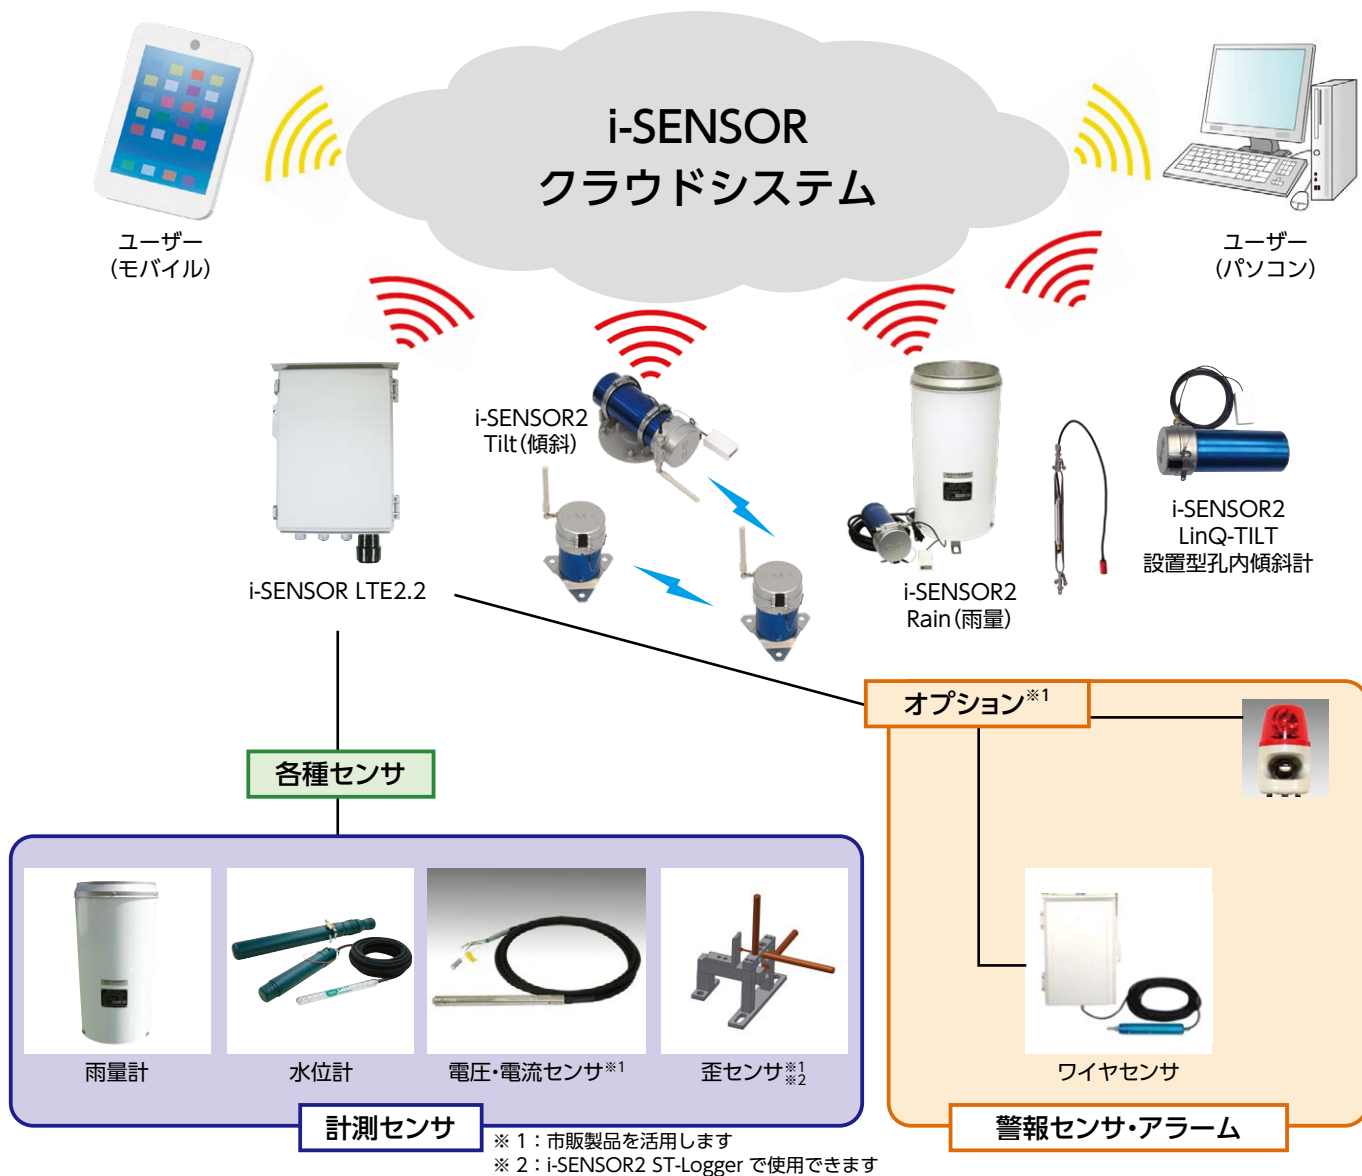 i-SENSOR
クラウドシステム
ユーザー
(モバイル)
ユーザー
(パソコン)
i-SENSOR2
Tilt(傾斜)
i-SENSOR LTE2.2
i-SENSOR2
Rain(雨量)
i-SENSOR2
LinQ-TILT
設置型孔内傾斜計
オプション※1
各種センサ
雨量計
水位計
電圧・電流センサ※1
歪センサ※1※2
ワイヤセンサ
計測センサ
警報センサ・アラーム
※1：市販製品を活用します
※2：i-SENSOR2 ST-Logger で使用できます